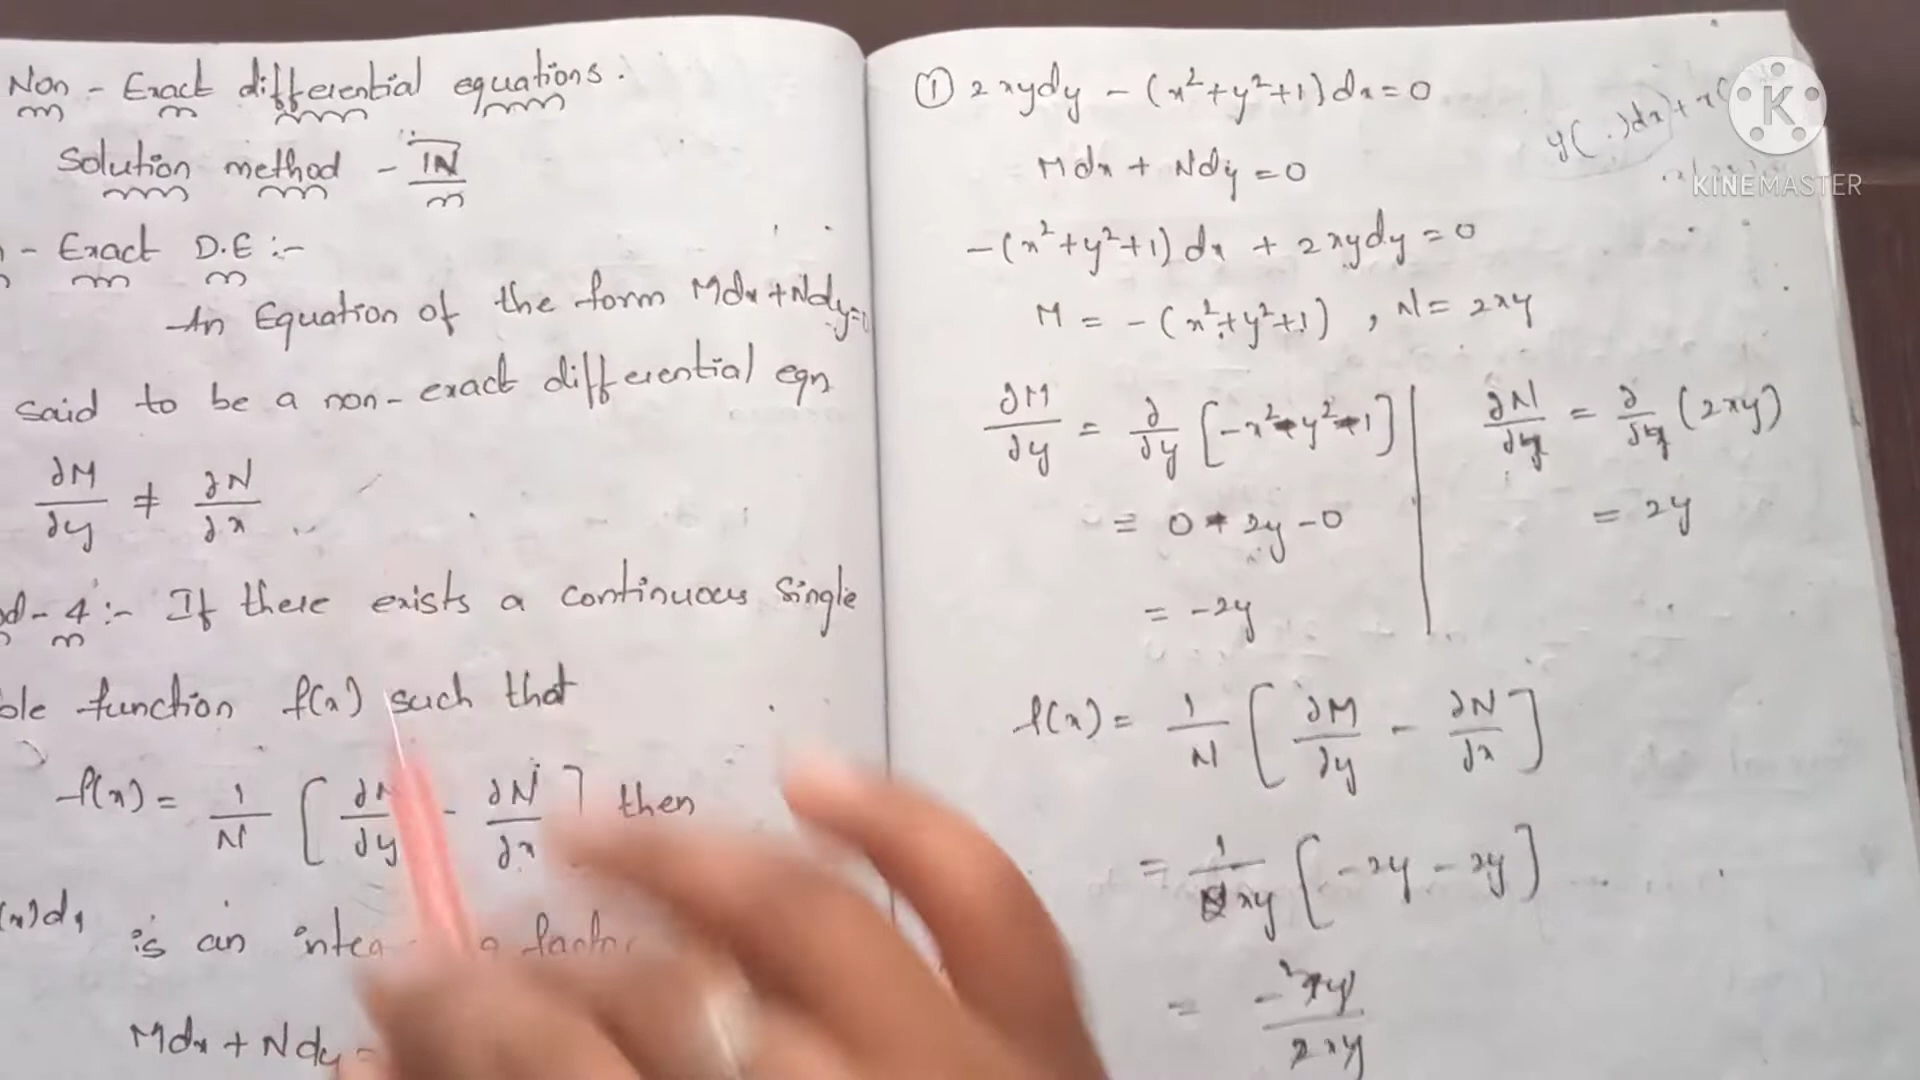 Non - Exact differential equations.
Solution method - IV
- Exact D.E :-
An Equation of the form Mdx + Ndy = 0
said to be a non-exact differential eqn
∂M/∂y ≠ ∂N/∂x
- 4 :- If there exists a continuous single
function f(x) such that
f(x) = 1/N [ ∂M/∂y - ∂N/∂x ] then
is an
Mdx + Ndy =
① 2xydy - (x²+y²+1)dx = 0
Mdx + Ndy = 0
-(x²+y²+1)dx + 2xydy = 0
M = -(x²+y²+1) , N = 2xy
∂M/∂y = ∂/∂y [-x²-y²-1] | ∂N/∂x = ∂/∂x (2xy)
= 0 - 2y - 0 | = 2y
= -2y
f(x) = 1/N [ ∂M/∂y - ∂N/∂x ]
= 1/2xy [ -2y - 2y ]
y( . )dx + x(
KINEMASTER